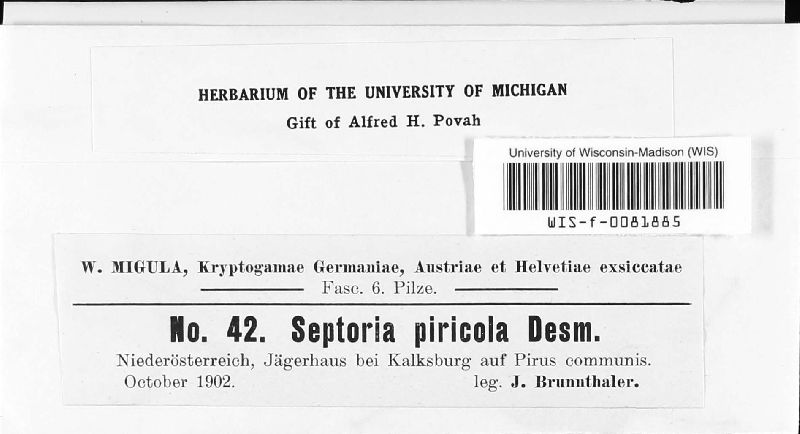 HERBARIUM OF THE UNIVERSITY OF MICHIGAN
Gift of Alfred H. Povah
University of Wisconsin-Madison (WIS)
WIS-f-0081885
W. MIGULA, Kryptogamae Germaniae, Austriae et Helvetiae exsiccatae
Fasc. 6. Pilze.
No. 42. Septoria piricola Desm.
Niederösterreich, Jägerhaus bei Kalksburg auf Pirus communis.
October 1902. leg. J. Brunnthaler.